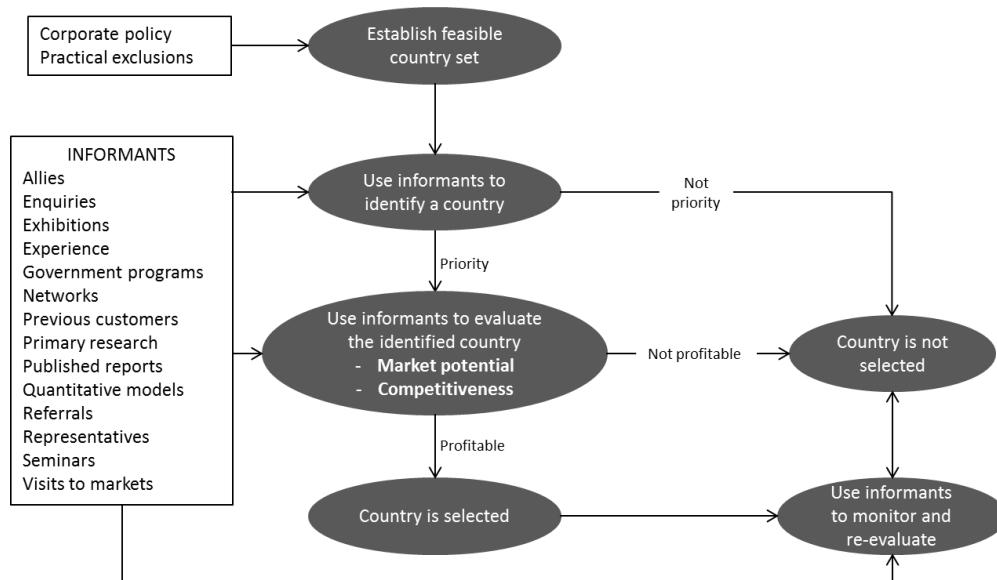 Corporate policy
Practical exclusions
Establish feasible
country set
INFORMANTS
Allies
Enquiries
Exhibitions
Experience
Government programs
Networks
Previous customers
Primary research
Published reports
Quantitative models
Referrals
Representatives
Seminars
Visits to markets
Use informants to
identify a country
Not
priority
Priority
Use informants to evaluate
the identified country
- Market potential
- Competitiveness
Not profitable
Country is not
selected
Profitable
Country is selected
Use informants
to monitor and
re-evaluate